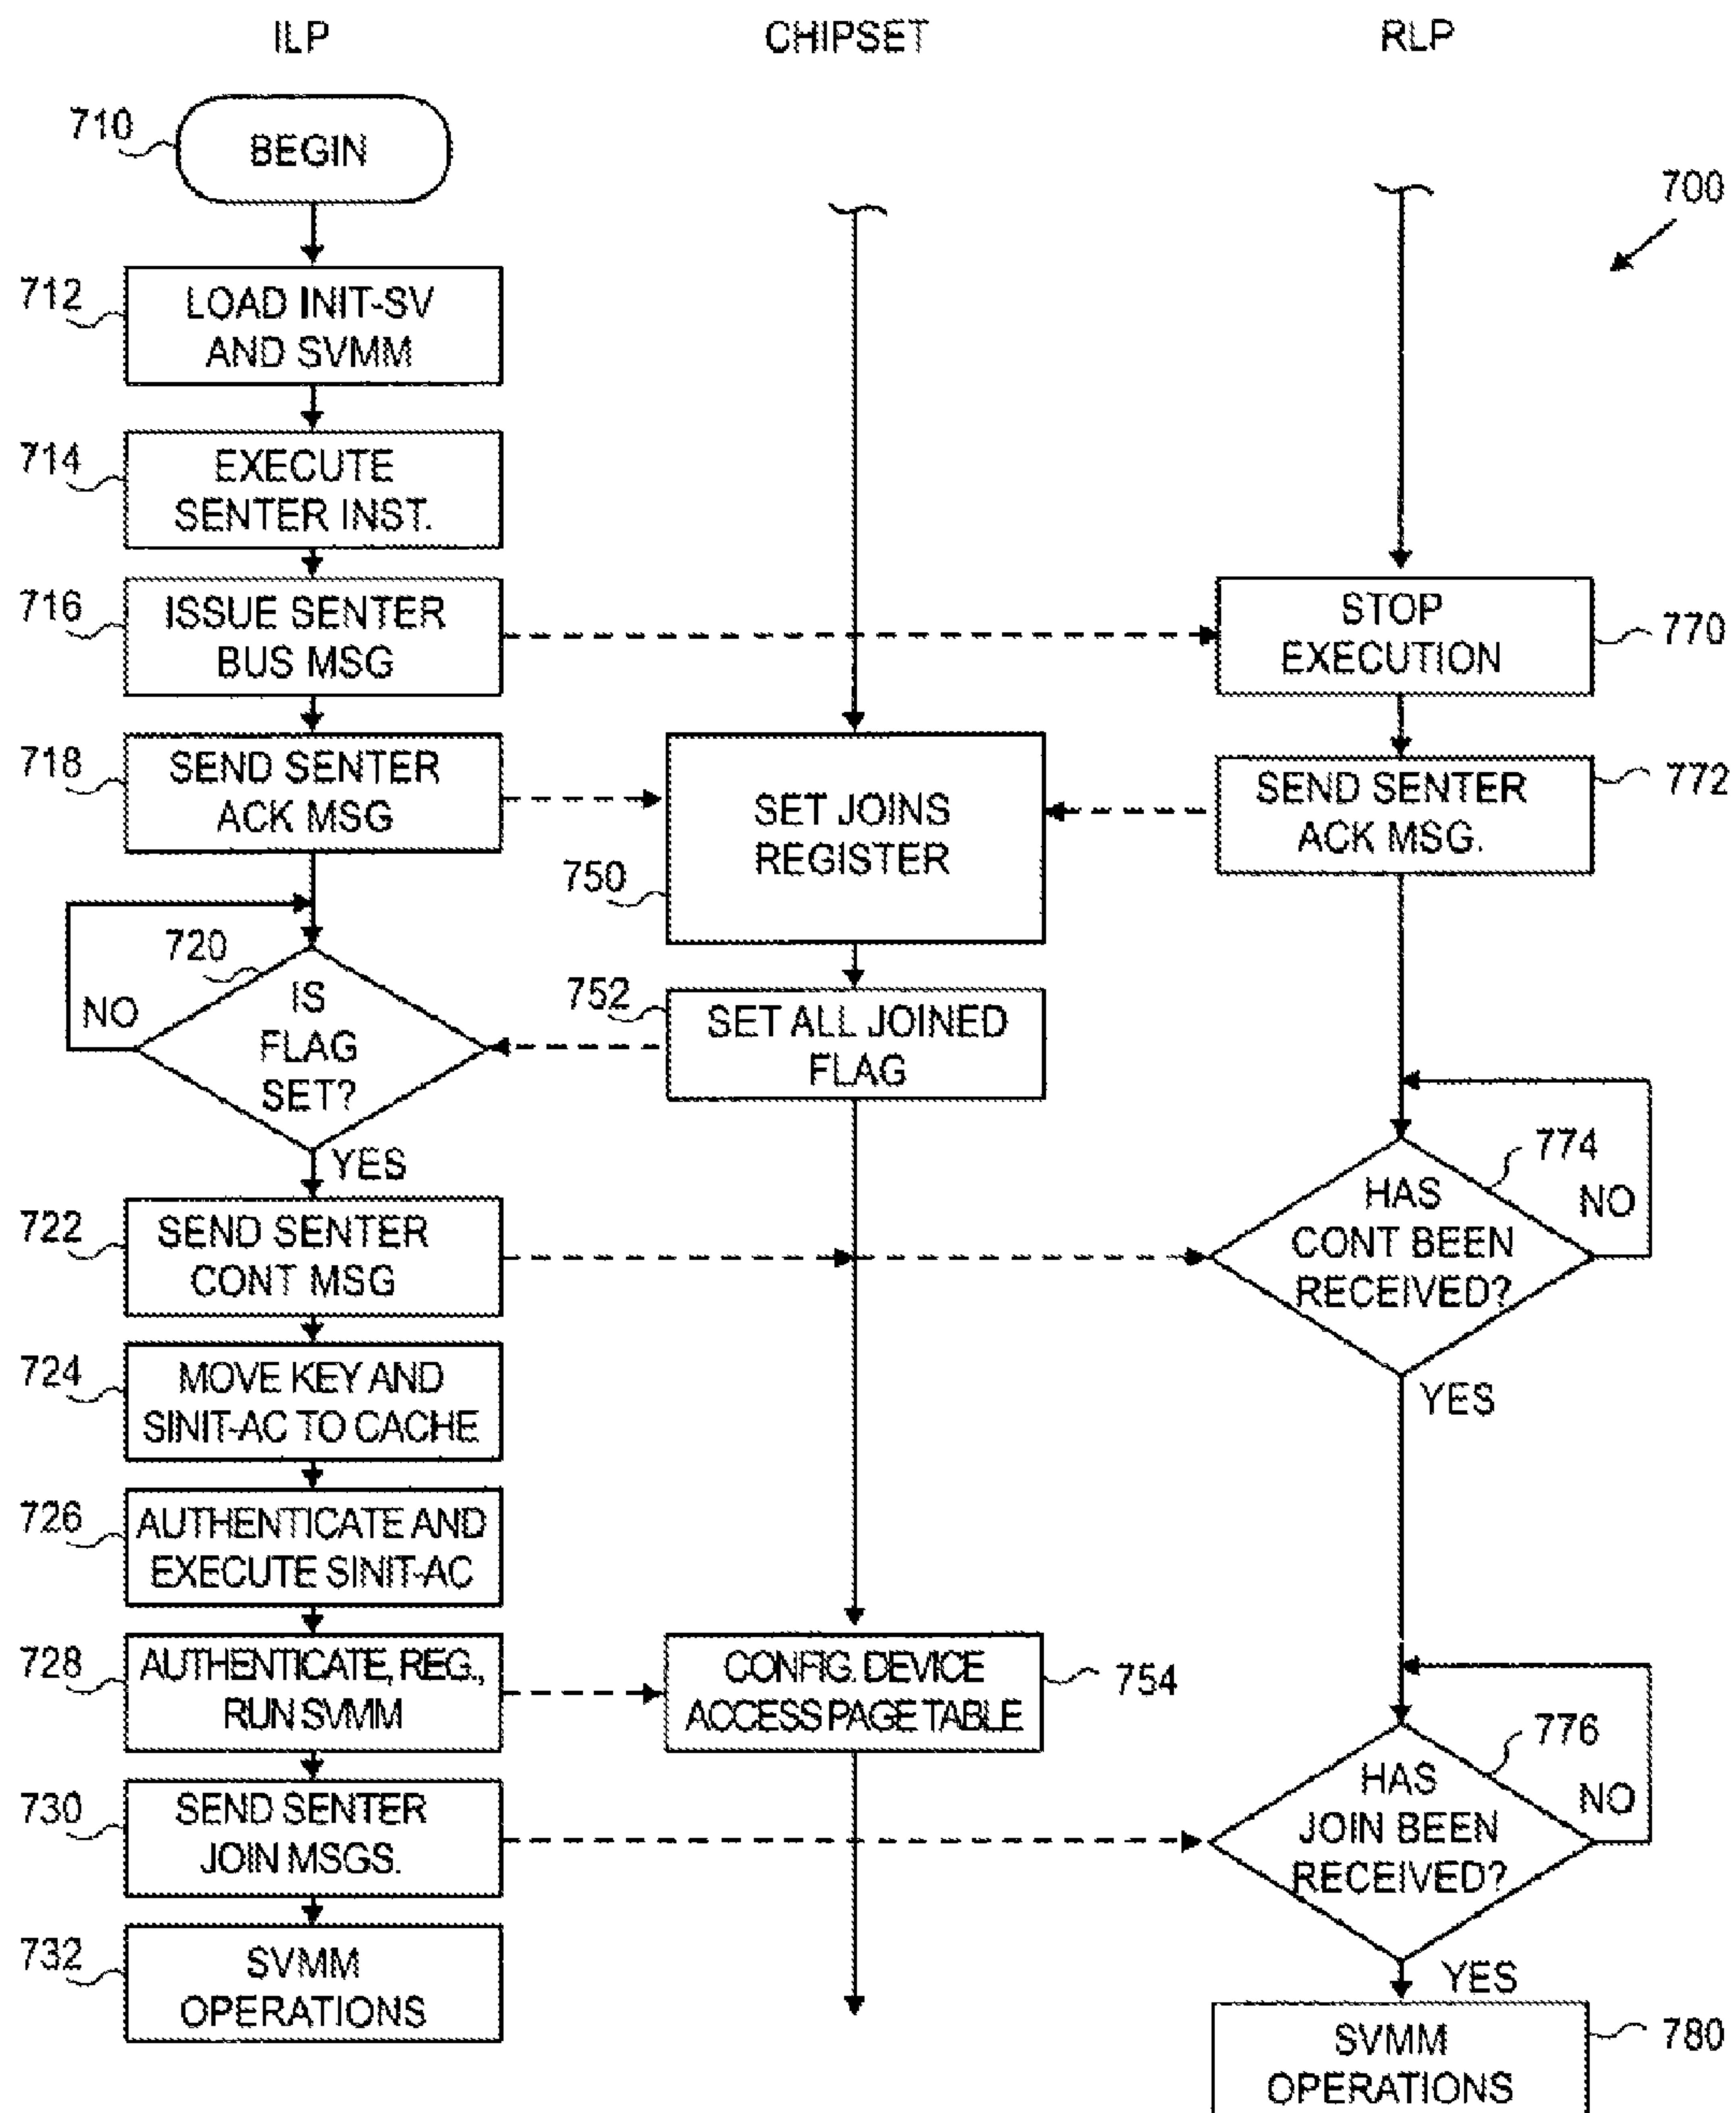 ILP
CHIPSET
RLP
710
BEGIN
700
712
LOAD INIT-SV
AND SVMM
714
EXECUTE
SENTER INST.
716
ISSUE SENTER
BUS MSG
STOP
EXECUTION
770
718
SEND SENTER
ACK MSG
SET JOINS
REGISTER
750
SEND SENTER
ACK MSG.
772
720
NO
IS
FLAG
SET?
YES
752
SET ALL JOINED
FLAG
722
SEND SENTER
CONT MSG
774
HAS
CONT BEEN
RECEIVED?
NO
YES
724
MOVE KEY AND
SINIT-AC TO CACHE
726
AUTHENTICATE AND
EXECUTE SINIT-AC
728
AUTHENTICATE, REG.,
RUN SVMM
CONFIG. DEVICE
ACCESS PAGE TABLE
754
730
SEND SENTER
JOIN MSGS.
776
HAS
JOIN BEEN
RECEIVED?
NO
YES
732
SVMM
OPERATIONS
SVMM
OPERATIONS
780